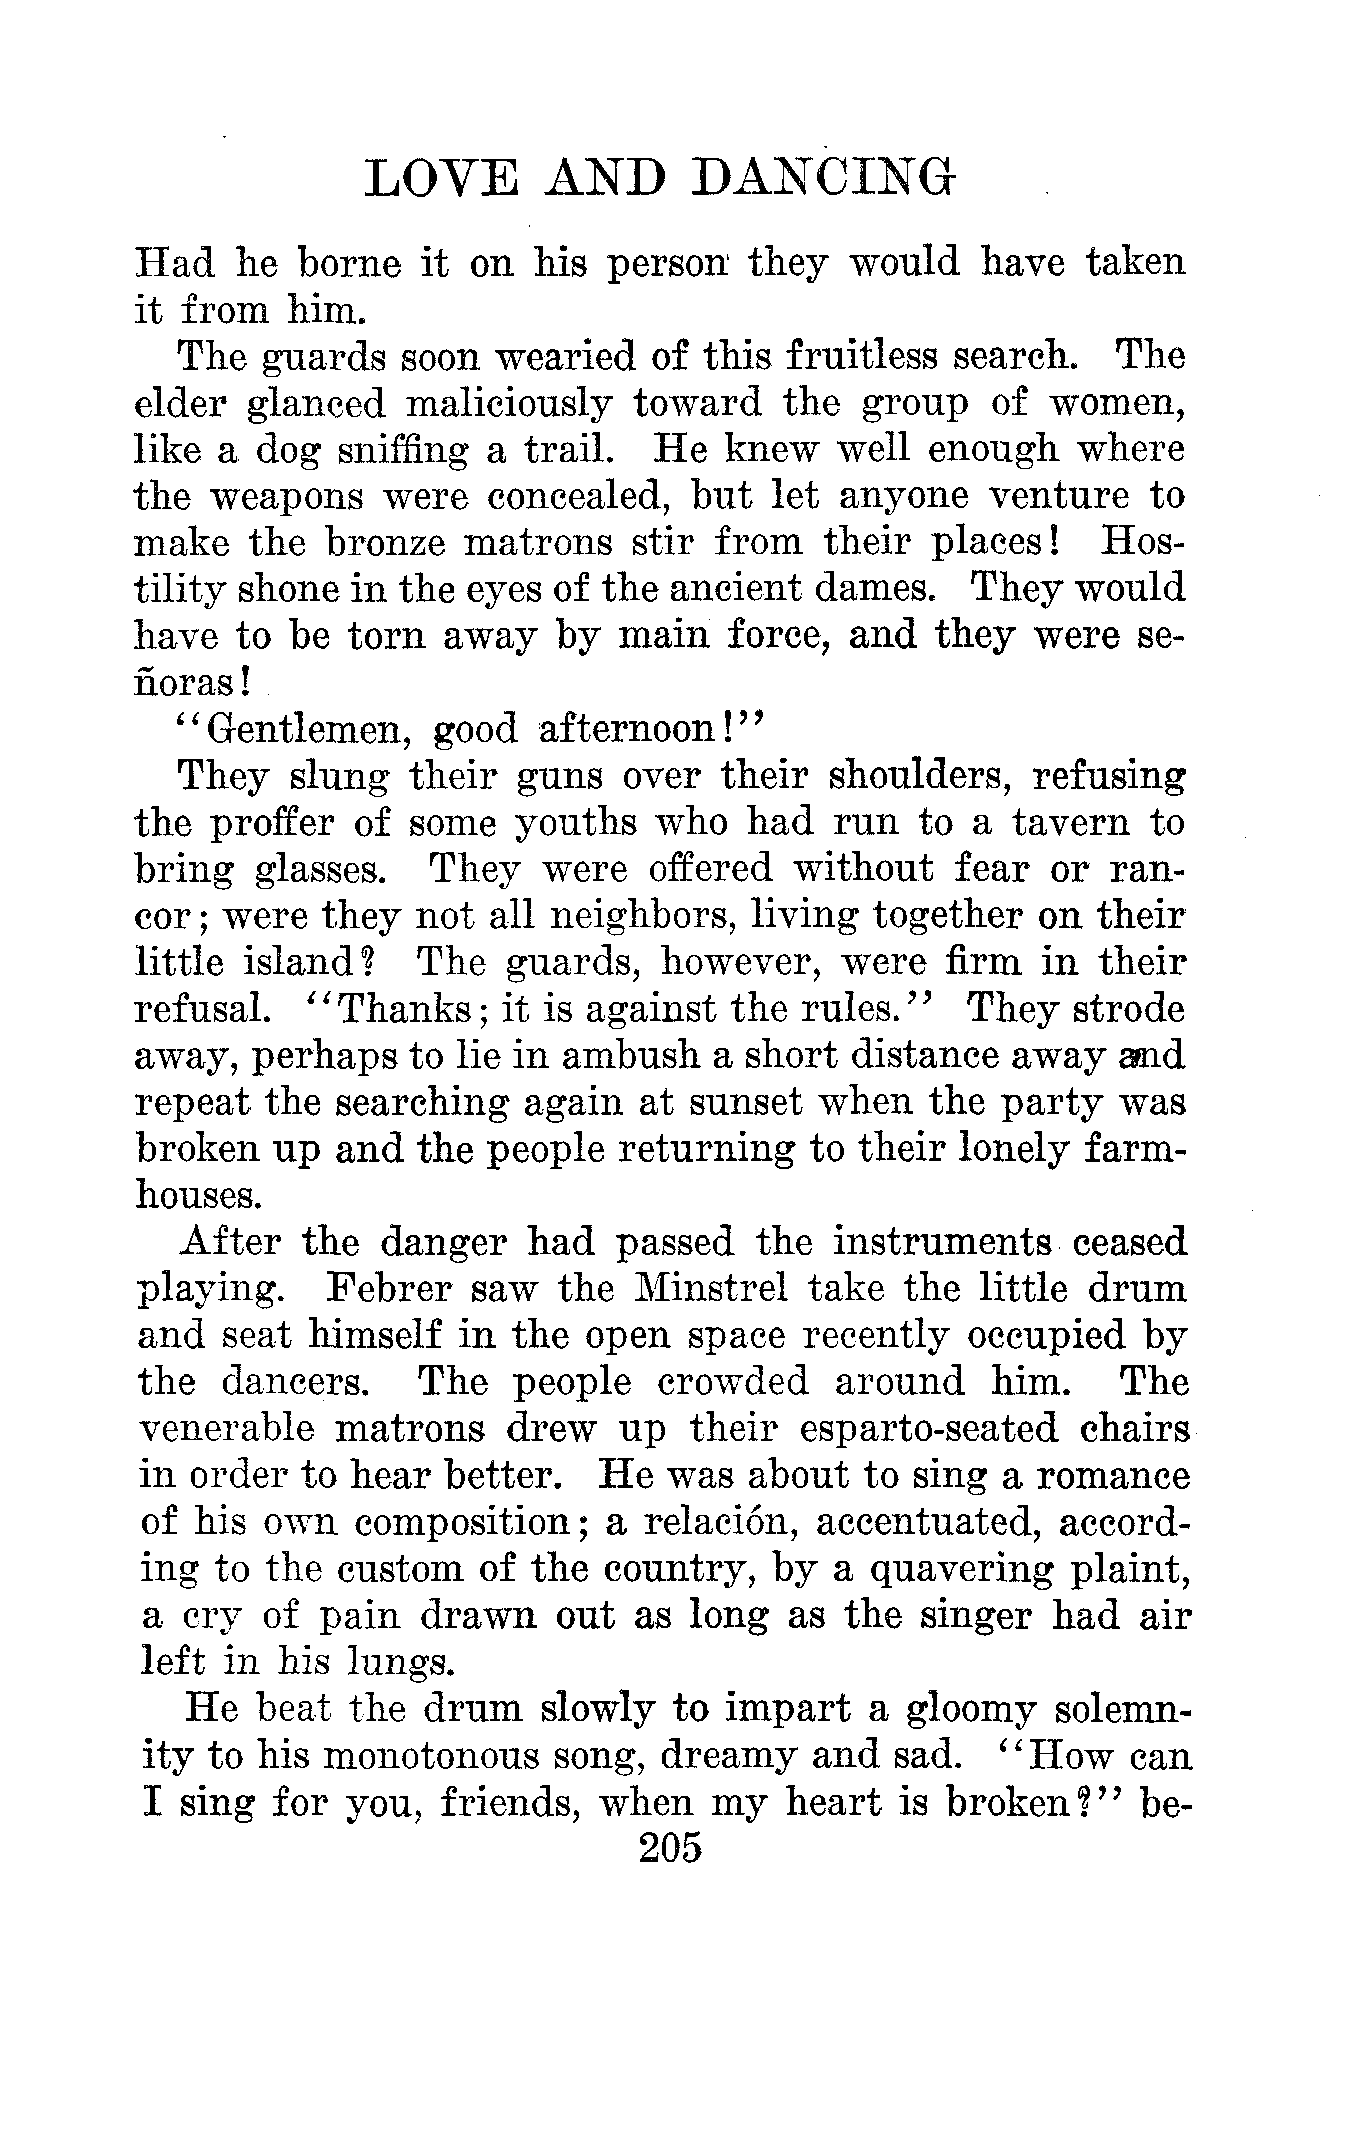 LOVE AND DANCING
Had he borne it on his person they would have taken
it from him.
The guards soon wearied of this fruitless search. The
elder glanced maliciously toward the group of women,
like a dog sniffing a trail. He knew well enough where
the weapons were concealed, but let anyone venture to
make the bronze matrons stir from their places! Hos-
tility shone in the eyes of the ancient dames. They would
have to be torn away by main force, and they were se-
ñoras!
"Gentlemen, good afternoon!"
They slung their guns over their shoulders, refusing
the proffer of some youths who had run to a tavern to
bring glasses. They were offered without fear or ran-
cor; were they not all neighbors, living together on their
little island? The guards, however, were firm in their
refusal. "Thanks; it is against the rules." They strode
away, perhaps to lie in ambush a short distance away and
repeat the searching again at sunset when the party was
broken up and the people returning to their lonely farm-
houses.
After the danger had passed the instruments ceased
playing. Febrer saw the Minstrel take the little drum
and seat himself in the open space recently occupied by
the dancers. The people crowded around him. The
venerable matrons drew up their esparto-seated chairs
in order to hear better. He was about to sing a romance
of his own composition; a relación, accentuated, accord-
ing to the custom of the country, by a quavering plaint,
a cry of pain drawn out as long as the singer had air
left in his lungs.
He beat the drum slowly to impart a gloomy solemn-
ity to his monotonous song, dreamy and sad. "How can
I sing for you, friends, when my heart is broken?" be-
205